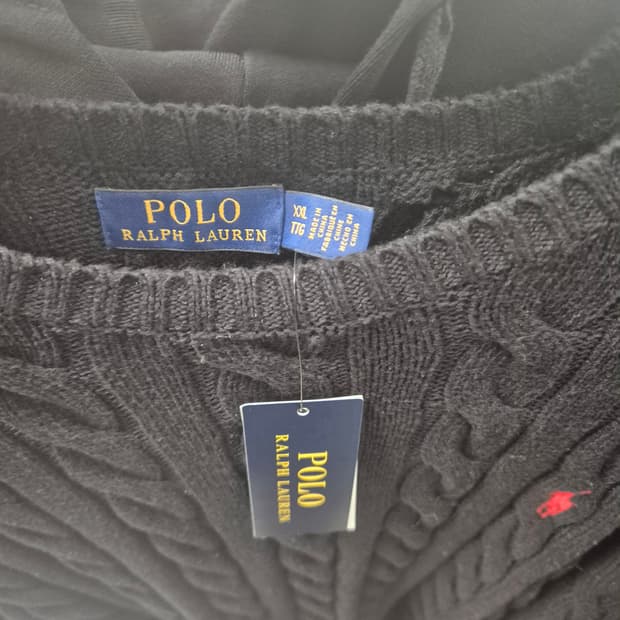 POLO
RALPH LAUREN
XXL
TTG
MADE IN
CHINA
FABRIQUÉ EN
CHINE
HECHO EN
CHINA
POLO
RALPH LAUREN